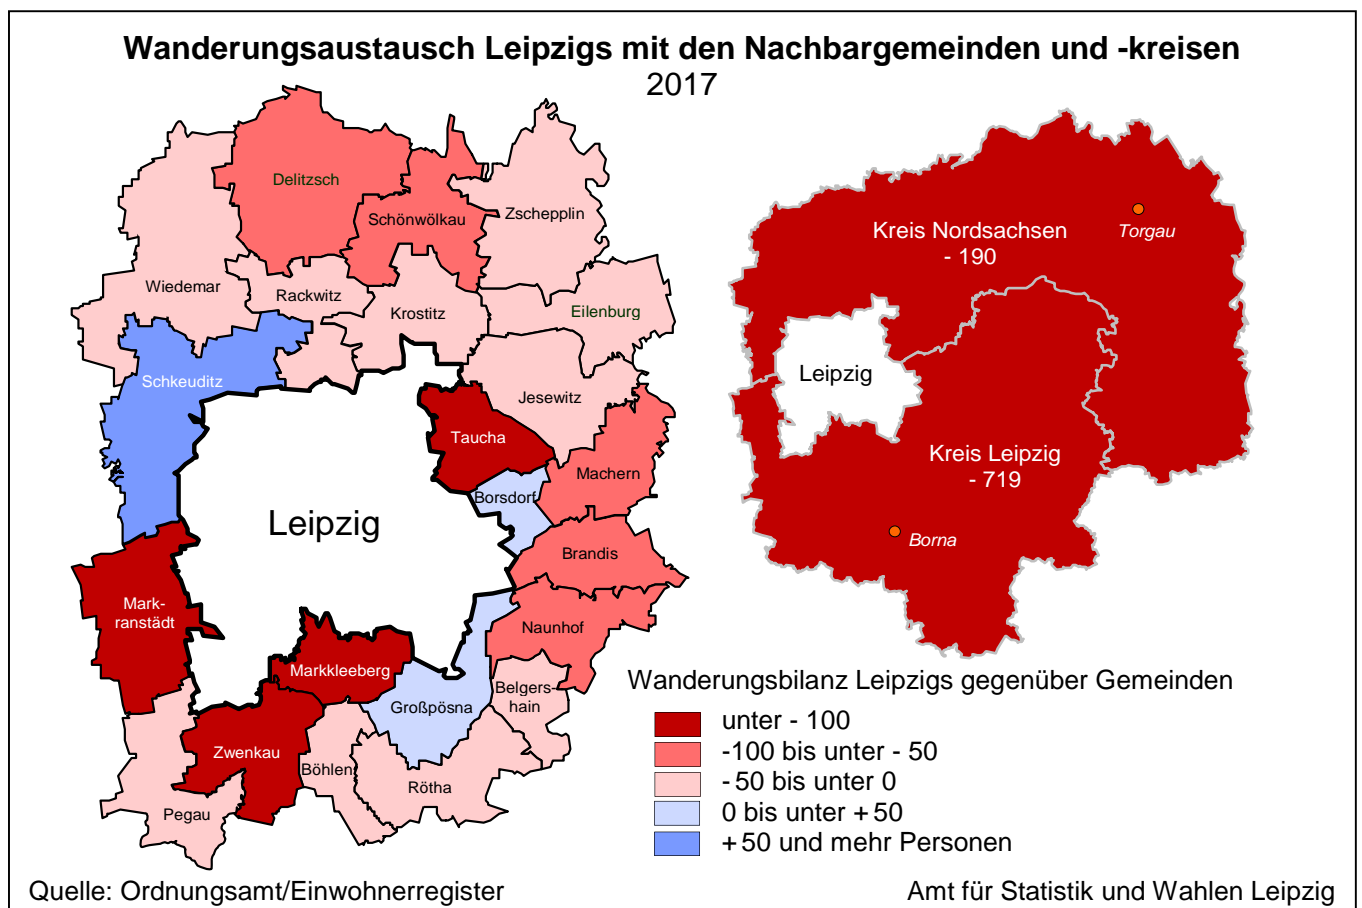 Wanderungsaustausch Leipzigs mit den Nachbargemeinden und -kreisen
2017
Delitzsch
Schönwölkau
Zschepplin
Wiedemar
Rackwitz
Krostitz
Eilenburg
Schkeuditz
Jesewitz
Taucha
Machern
Borsdorf
Leipzig
Brandis
Mark-
ranstädt
Naunhof
Markkleeberg
Belgers-
hain
Großpösna
Zwenkau
Böhlen
Rötha
Pegau
Kreis Nordsachsen
- 190
Torgau
Leipzig
Kreis Leipzig
- 719
Borna
Wanderungsbilanz Leipzigs gegenüber Gemeinden
unter - 100
-100 bis unter - 50
- 50 bis unter 0
0 bis unter + 50
+ 50 und mehr Personen
Quelle: Ordnungsamt/Einwohnerregister
Amt für Statistik und Wahlen Leipzig